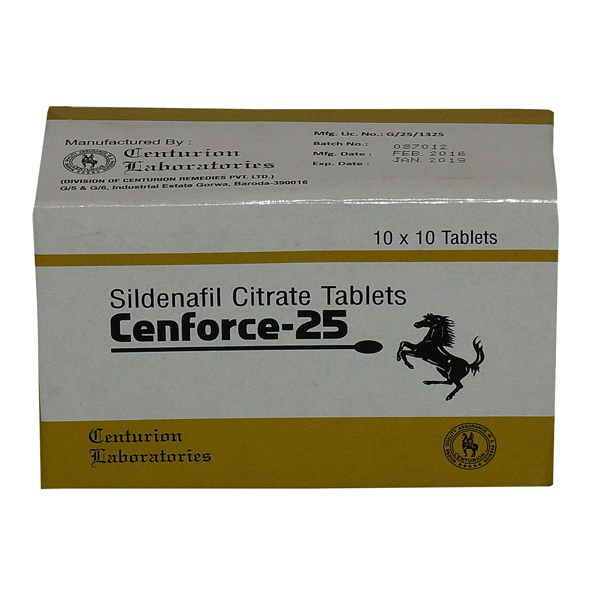 Manufactured By :
Centurion
Laboratories
(DIVISION OF CENTURION REMEDIES PVT. LTD.)
G/5 & G/6, Industrial Estate Gorwa, Baroda-390016
Mfg. Lic. No.: G/25/1325
Batch No.: 087012
Mfg. Date : FEB. 2016
Exp. Date : JAN. 2019
10 x 10 Tablets
Sildenafil Citrate Tablets
Cenforce-25
Centurion
Laboratories
CENTURION